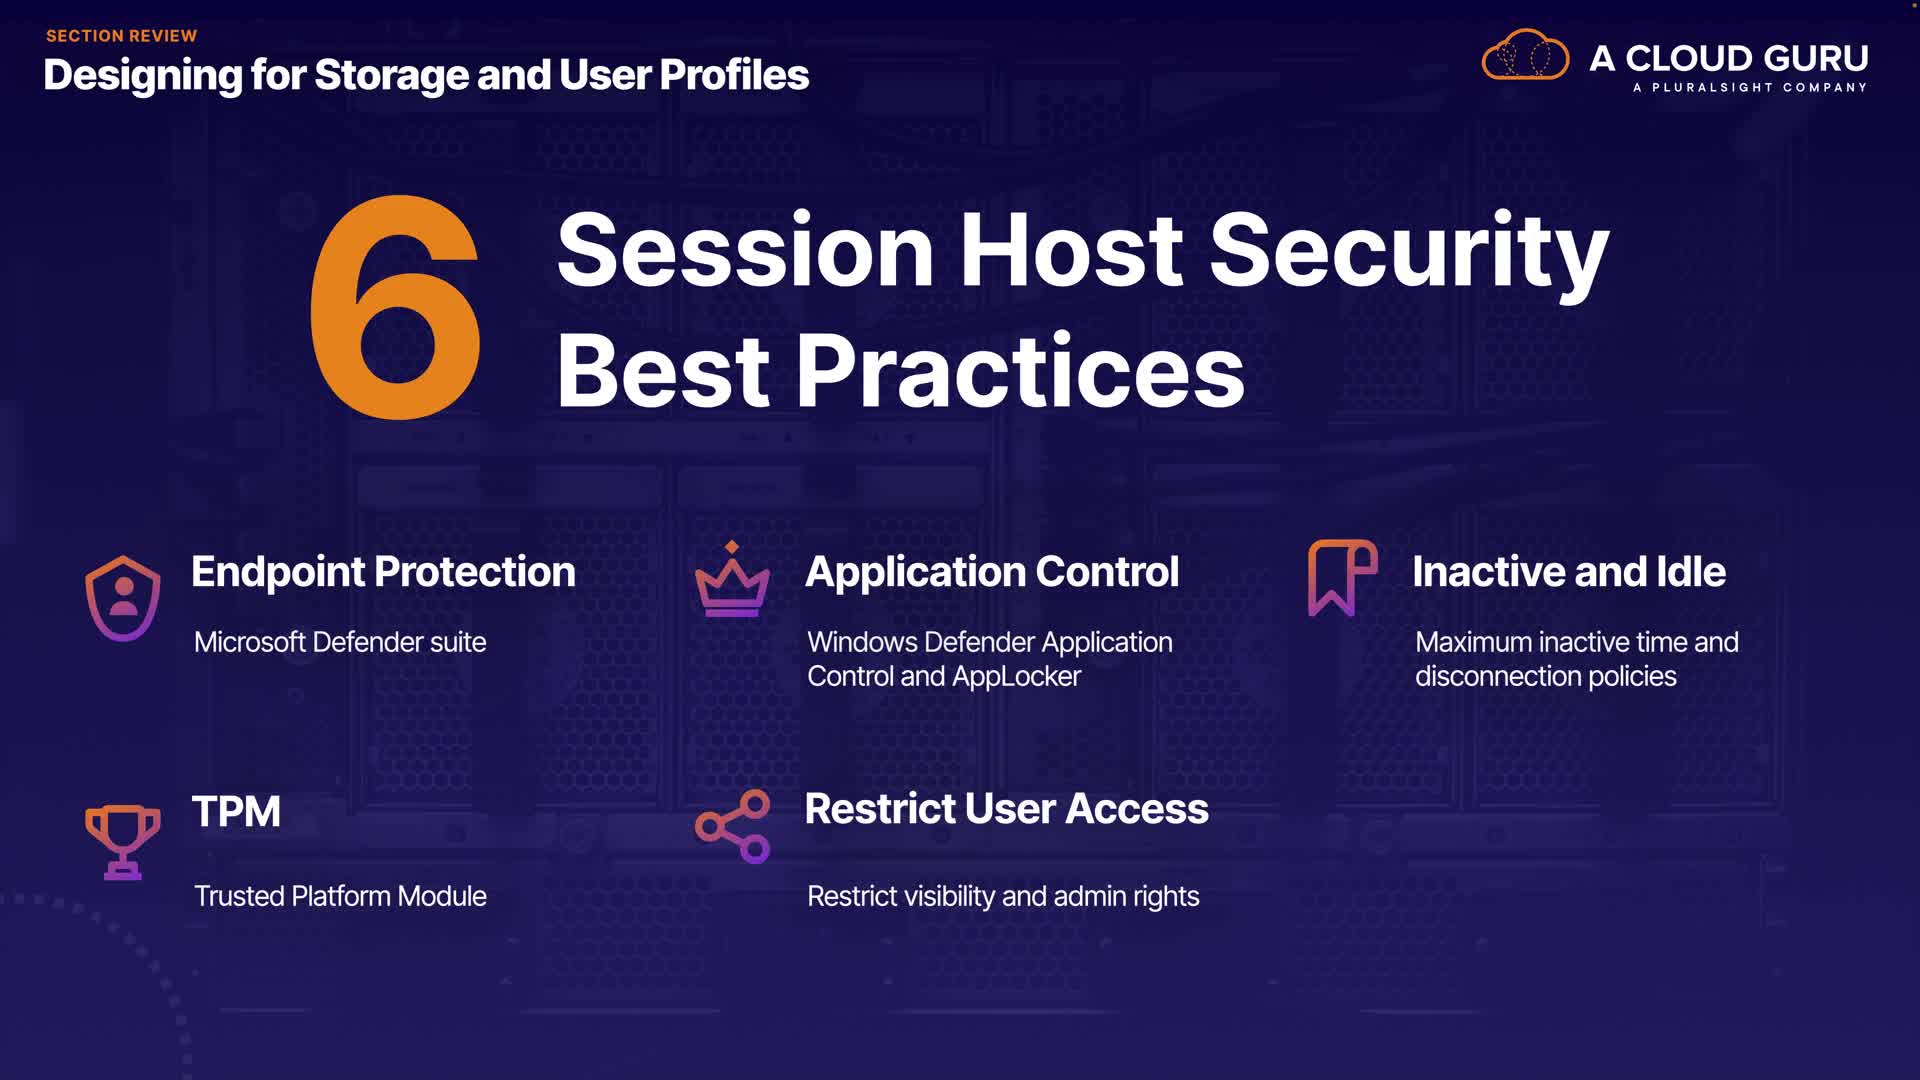 SECTION REVIEW
Designing for Storage and User Profiles
A CLOUD GURU
A PLURALSIGHT COMPANY
6
Session Host Security
Best Practices
Endpoint Protection
Microsoft Defender suite
Application Control
Windows Defender Application
Control and AppLocker
Inactive and Idle
Maximum inactive time and
disconnection policies
TPM
Trusted Platform Module
Restrict User Access
Restrict visibility and admin rights